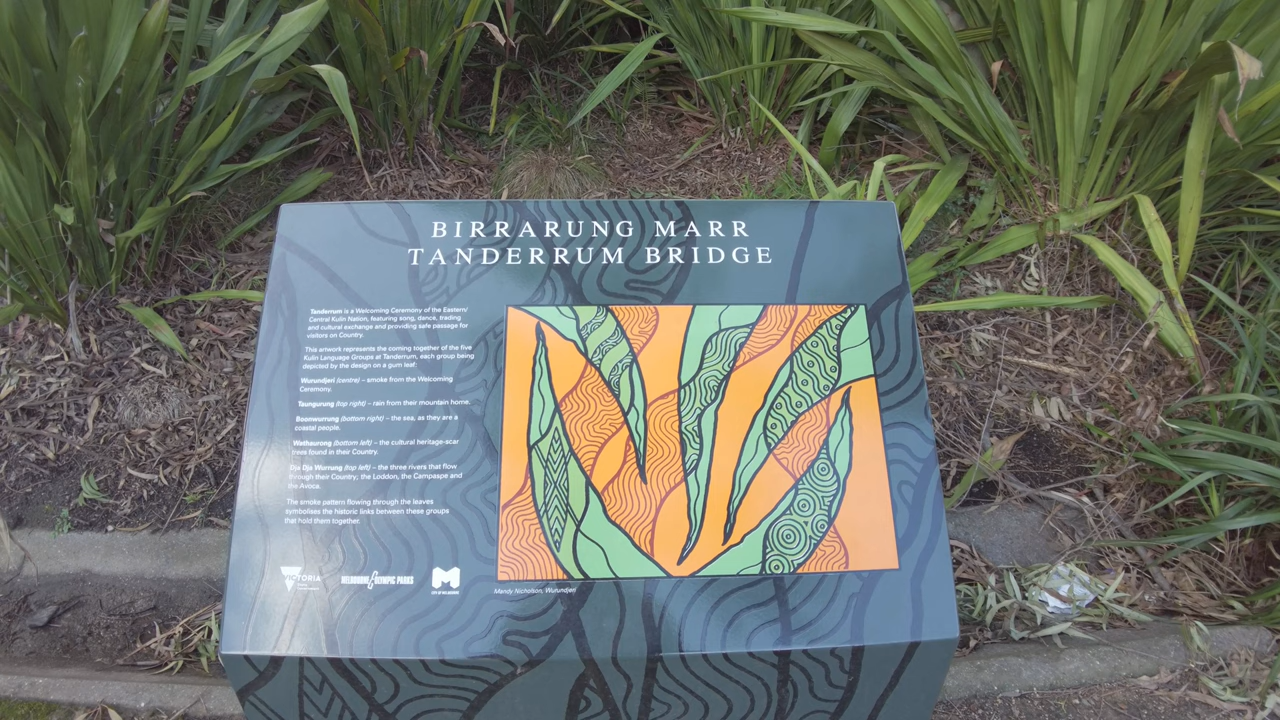 BIRRARUNG MARR
TANDERRUM BRIDGE
Tanderrum is a Welcoming Ceremony of the Eastern/
Central Kulin Nation, featuring song, dance, trading
and cultural exchange and providing safe passage for
visitors on Country.
This artwork represents the coming together of the five
Kulin Language Groups at Tanderrum, each group being
depicted by the design on a gum leaf:
Wurundjeri (centre) – smoke from the Welcoming
Ceremony.
Taungurung (top right) – rain from their mountain home.
Boonwurrung (bottom right) – the sea, as they are a
coastal people.
Wathaurong (bottom left) – the cultural heritage-scar
trees found in their Country.
Dja Dja Wurrung (top left) – the three rivers that flow
through their Country; the Loddon, the Campaspe and
the Avoca.
The smoke pattern flowing through the leaves
symbolises the historic links between these groups
that hold them together.
VICTORIA
MELBOURNE & OLYMPIC PARKS
CITY OF MELBOURNE
Mandy Nicholson, Wurundjeri